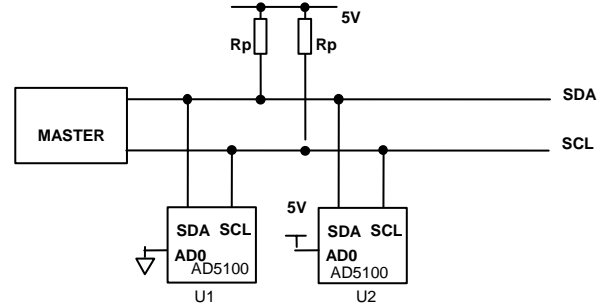 5V
Rp
Rp
SDA
MASTER
SCL
5V
SDA SCL
AD0
AD5100
U1
SDA SCL
AD0
AD5100
U2